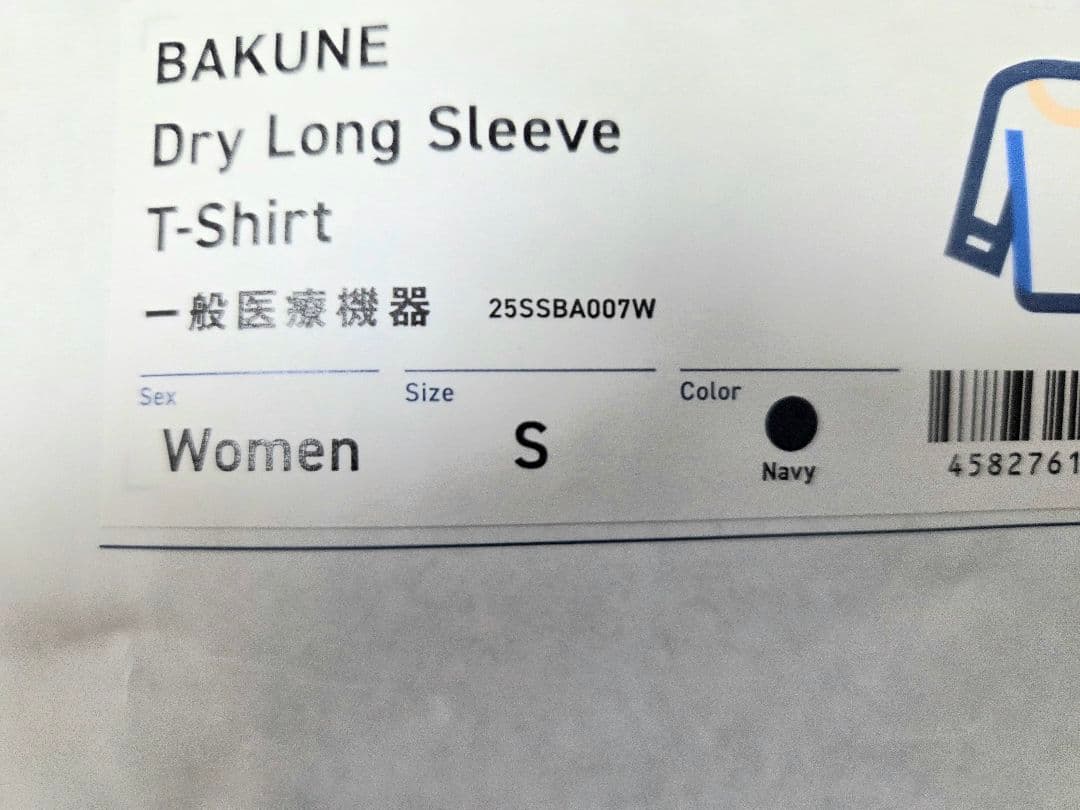 BAKUNE
Dry Long Sleeve
T-Shirt
一般医療機器 25SSBA007W
Sex Size Color
Women S Navy
4582761